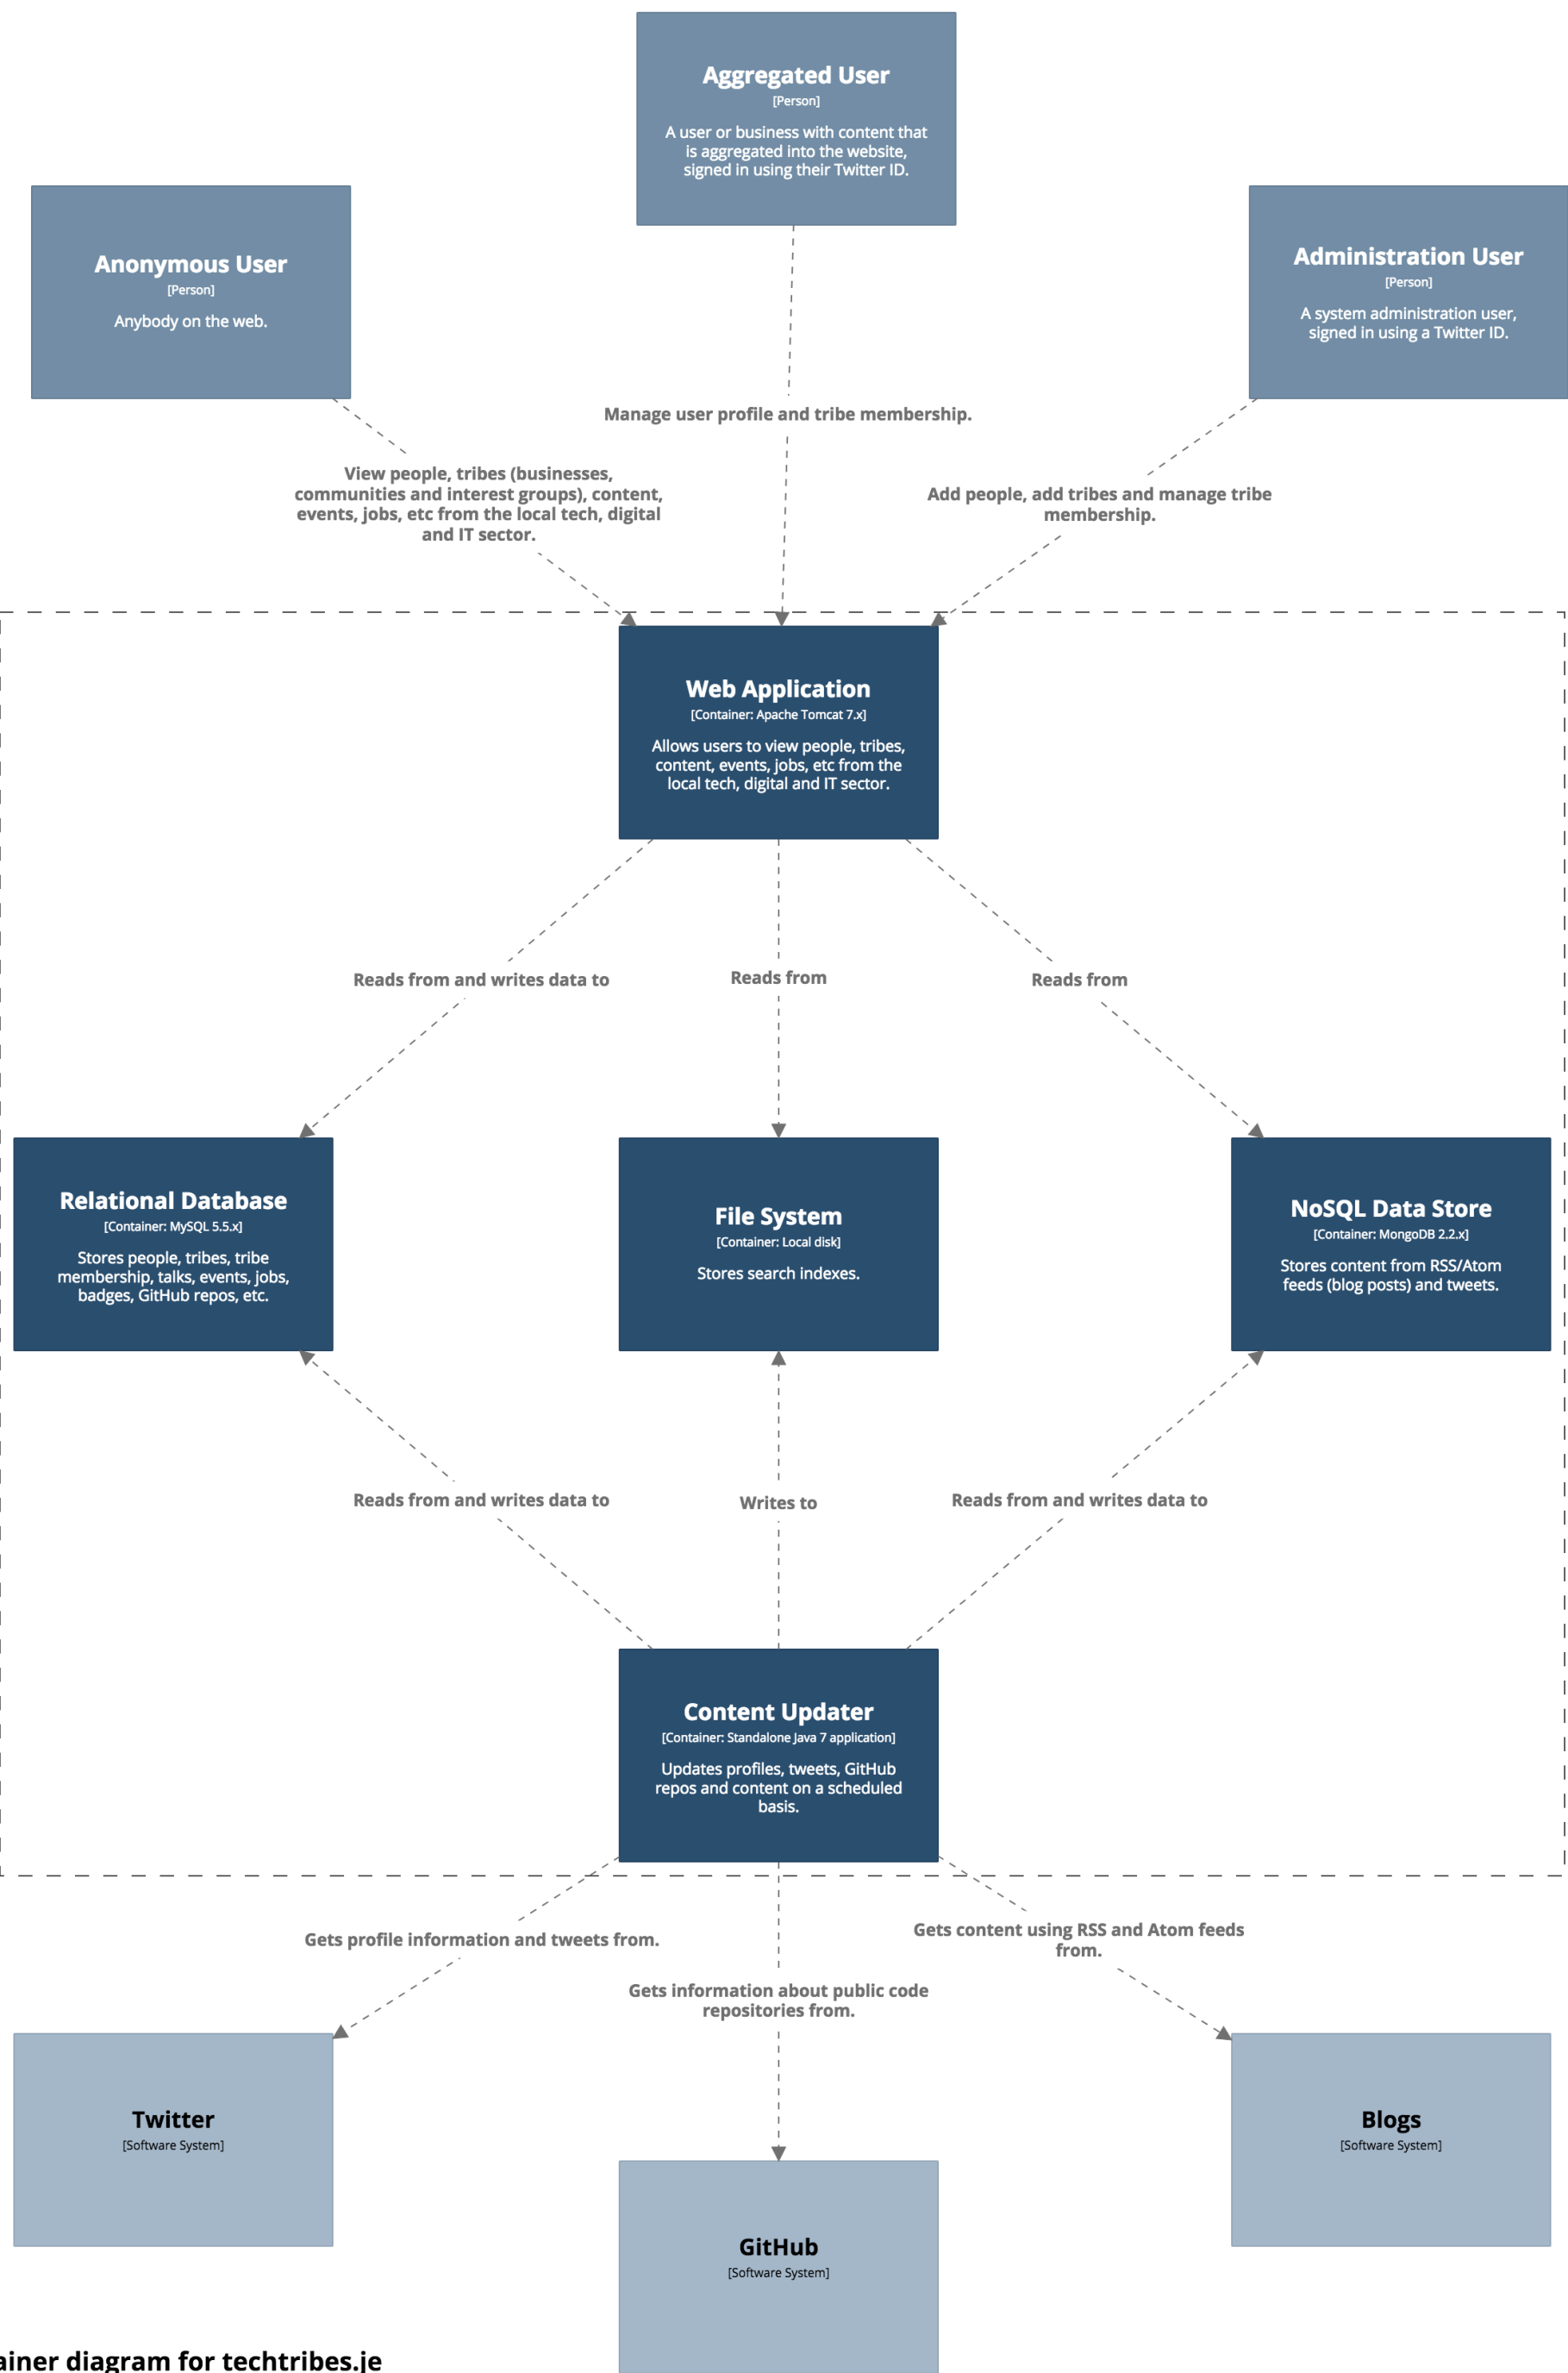 Aggregated User
[Person]
A user or business with content that
is aggregated into the website,
signed in using their Twitter ID.
Anonymous User
[Person]
Anybody on the web.
Administration User
[Person]
A system administration user,
signed in using a Twitter ID.
Manage user profile and tribe membership.
View people, tribes (businesses,
communities and interest groups), content,
events, jobs, etc from the local tech, digital
and IT sector.
Add people, add tribes and manage tribe
membership.
Web Application
[Container: Apache Tomcat 7.x]
Allows users to view people, tribes,
content, events, jobs, etc from the
local tech, digital and IT sector.
Reads from and writes data to
Reads from
Reads from
Relational Database
[Container: MySQL 5.5.x]
Stores people, tribes, tribe
membership, talks, events, jobs,
badges, GitHub repos, etc.
File System
[Container: Local disk]
Stores search indexes.
NoSQL Data Store
[Container: MongoDB 2.2.x]
Stores content from RSS/Atom
feeds (blog posts) and tweets.
Reads from and writes data to
Writes to
Reads from and writes data to
Content Updater
[Container: Standalone Java 7 application]
Updates profiles, tweets, GitHub
repos and content on a scheduled
basis.
Gets profile information and tweets from.
Gets information about public code
repositories from.
Gets content using RSS and Atom feeds
from.
Twitter
[Software System]
GitHub
[Software System]
Blogs
[Software System]
diagram for techtribes.je